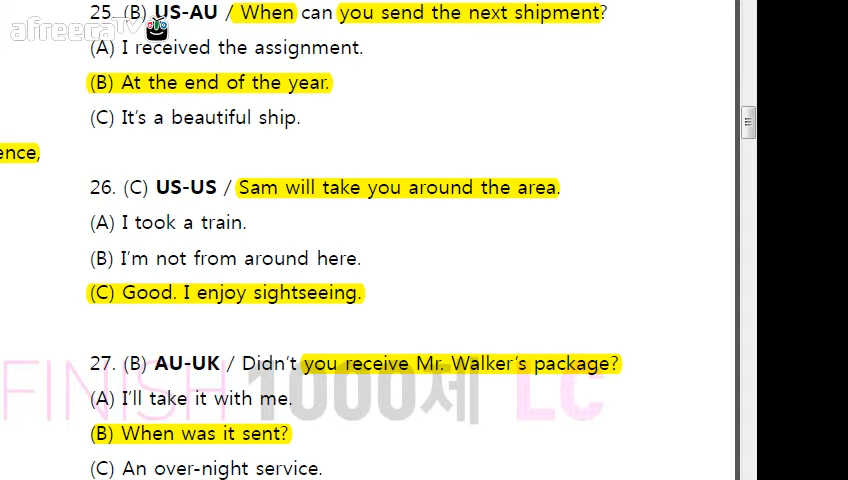 25. (B) US-AU / When can you send the next shipment?
afreecaTV
(A) I received the assignment.
(B) At the end of the year.
(C) It's a beautiful ship.
ence,
26. (C) US-US / Sam will take you around the area.
(A) I took a train.
(B) I'm not from around here.
(C) Good. I enjoy sightseeing.
27. (B) AU-UK / Didn't you receive Mr. Walker's package?
FINISH 1000제 LC
(A) I'll take it with me.
(B) When was it sent?
(C) An over-night service.